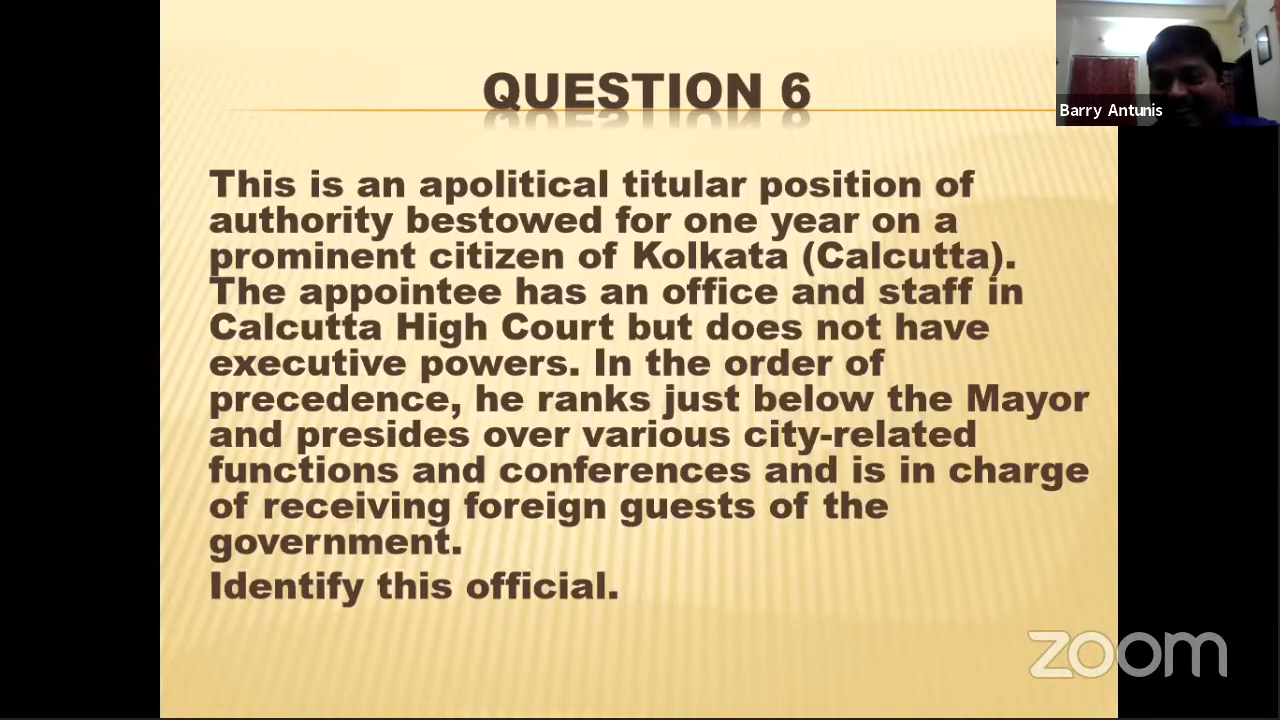 QUESTION 6
Barry Antunis
This is an apolitical titular position of
authority bestowed for one year on a
prominent citizen of Kolkata (Calcutta).
The appointee has an office and staff in
Calcutta High Court but does not have
executive powers. In the order of
precedence, he ranks just below the Mayor
and presides over various city-related
functions and conferences and is in charge
of receiving foreign guests of the
government.
Identify this official.
zoom